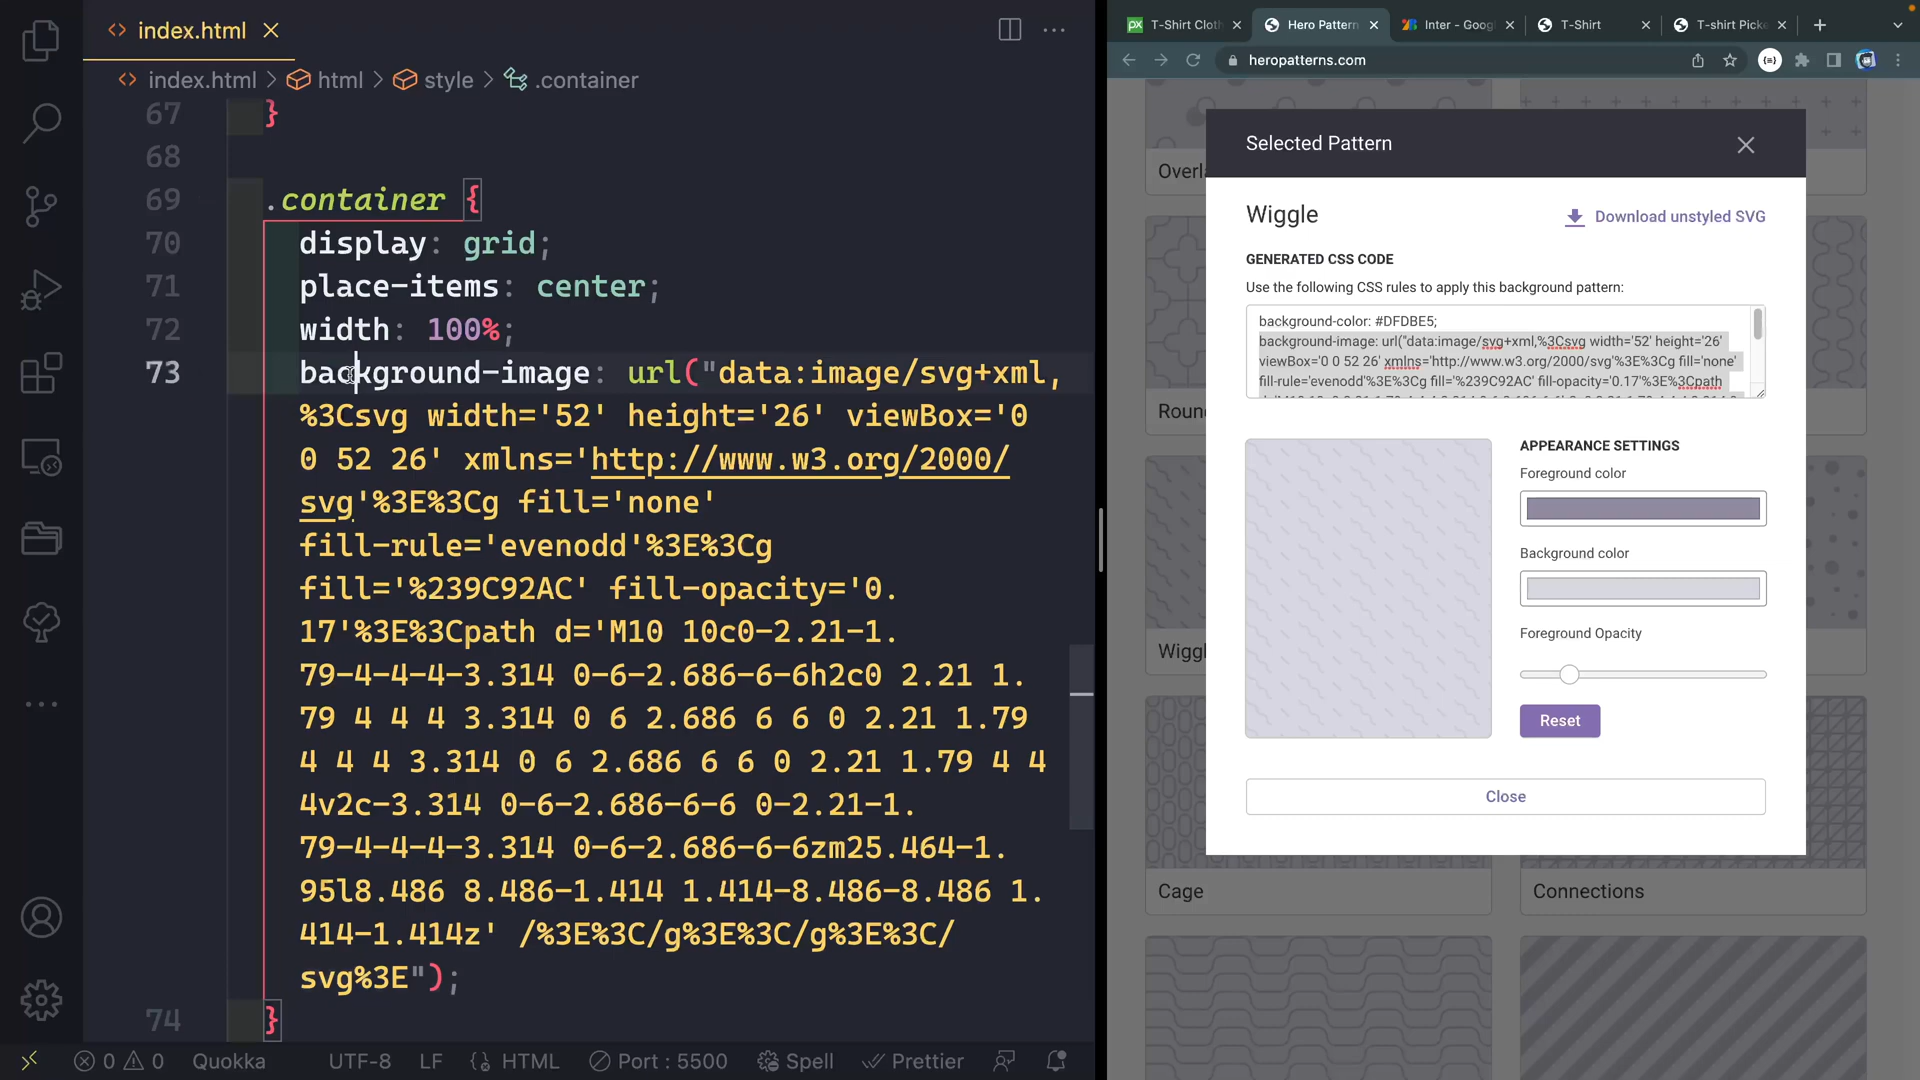 index.html
index.html > html > style > .container
67 }
68
69 .container {
70 display: grid;
71 place-items: center;
72 width: 100%;
73 background-image: url("data:image/svg+xml,
%3Csvg width='52' height='26' viewBox='0
0 52 26' xmlns='http://www.w3.org/2000/
svg'%3E%3Cg fill='none'
fill-rule='evenodd'%3E%3Cg
fill='%239C92AC' fill-opacity='0.
17'%3E%3Cpath d='M10 10c0-2.21-1.
79-4-4-4-3.314 0-6-2.686-6-6h2c0 2.21 1.
79 4 4 4 3.314 0 6 2.686 6 6 0 2.21 1.79
4 4 4 3.314 0 6 2.686 6 6 0 2.21 1.79 4 4
4v2c-3.314 0-6-2.686-6-6 0-2.21-1.
79-4-4-4-3.314 0-6-2.686-6-6zm25.464-1.
95l8.486 8.486-1.414 1.414-8.486-8.486 1.
414-1.414z' /%3E%3C/g%3E%3C/g%3E%3C/
svg%3E");
74 }
0 0 Quokka UTF-8 LF HTML Port : 5500 Spell Prettier
T-Shirt Cloth Hero Pattern Inter - Goog T-Shirt T-shirt Picke
heropatterns.com
Selected Pattern
Wiggle
Download unstyled SVG
GENERATED CSS CODE
Use the following CSS rules to apply this background pattern:
background-color: #DFDBE5;
background-image: url("data:image/svg+xml,%3Csvg width='52' height='26'
viewBox='0 0 52 26' xmlns='http://www.w3.org/2000/svg'%3E%3Cg fill='none'
fill-rule='evenodd'%3E%3Cg fill='%239C92AC' fill-opacity='0.17'%3E%3Cpath
APPEARANCE SETTINGS
Foreground color
Background color
Foreground Opacity
Reset
Close
Overla
Roun
Wiggl
Cage
Connections